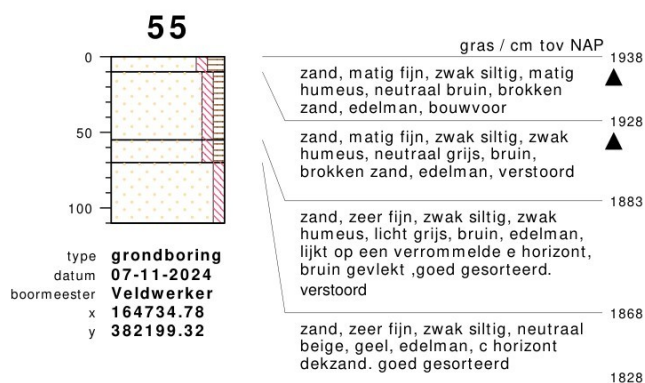 55
gras / cm tov NAP
0
1938
zand, matig fijn, zwak siltig, matig
humeus, neutraal bruin, brokken
zand, edelman, bouwvoor
1928
50
zand, matig fijn, zwak siltig, zwak
humeus, neutraal grijs, bruin,
brokken zand, edelman, verstoord
1883
100
zand, zeer fijn, zwak siltig, zwak
humeus, licht grijs, bruin, edelman,
lijkt op een verrommelde e horizont,
bruin gevlekt ,goed gesorteerd.
verstoord
1868
zand, zeer fijn, zwak siltig, neutraal
beige, geel, edelman, c horizont
dekzand. goed gesorteerd
1828
type grondboring
datum 07-11-2024
boormeester Veldwerker
x 164734.78
y 382199.32